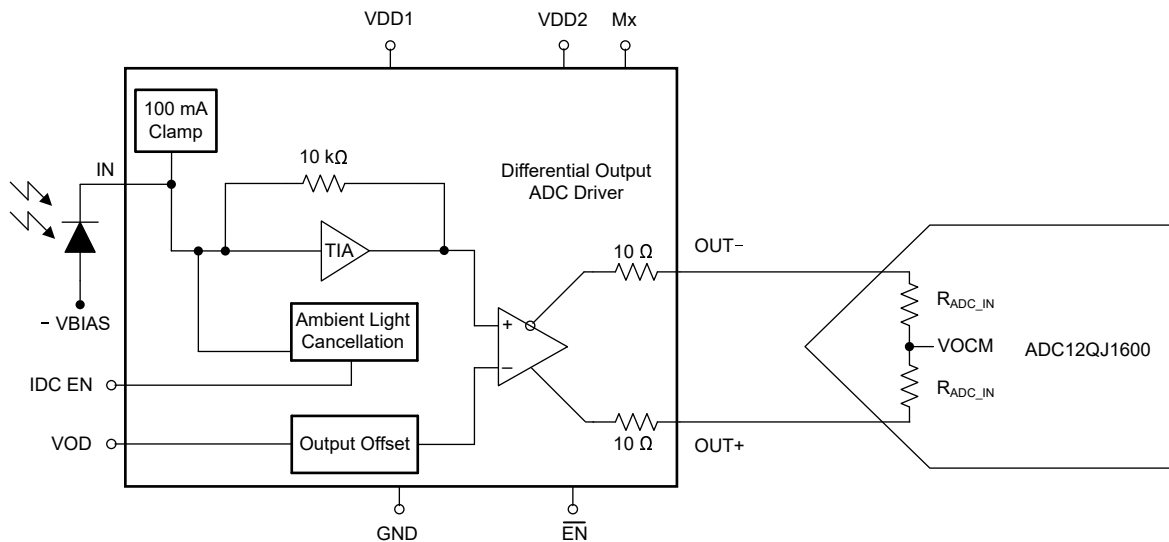 VDD1
VDD2
Mx
100 mA
Clamp
IN
10 kΩ
Differential Output
ADC Driver
TIA
10 Ω
OUT−
− VBIAS
Ambient Light
Cancellation
+
−
R_ADC_IN
VOCM
ADC12QJ1600
R_ADC_IN
IDC EN
VOD
Output Offset
10 Ω
OUT+
GND
EN